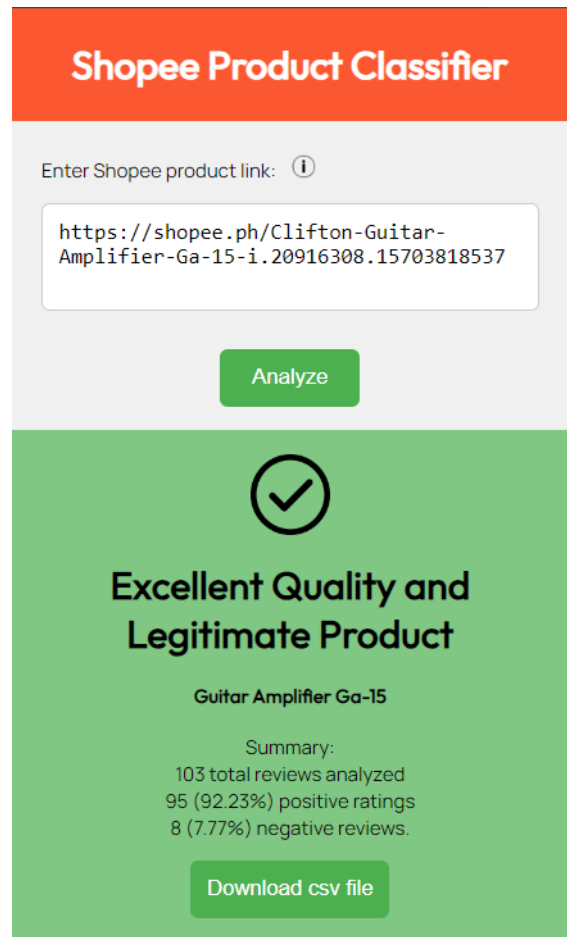 Shopee Product Classifier
Enter Shopee product link: i
https://shopee.ph/Clifton-Guitar-
Amplifier-Ga-15-i.20916308.15703818537
Analyze
Excellent Quality and
Legitimate Product
Guitar Amplifier Ga-15
Summary:
103 total reviews analyzed
95 (92.23%) positive ratings
8 (7.77%) negative reviews.
Download csv file